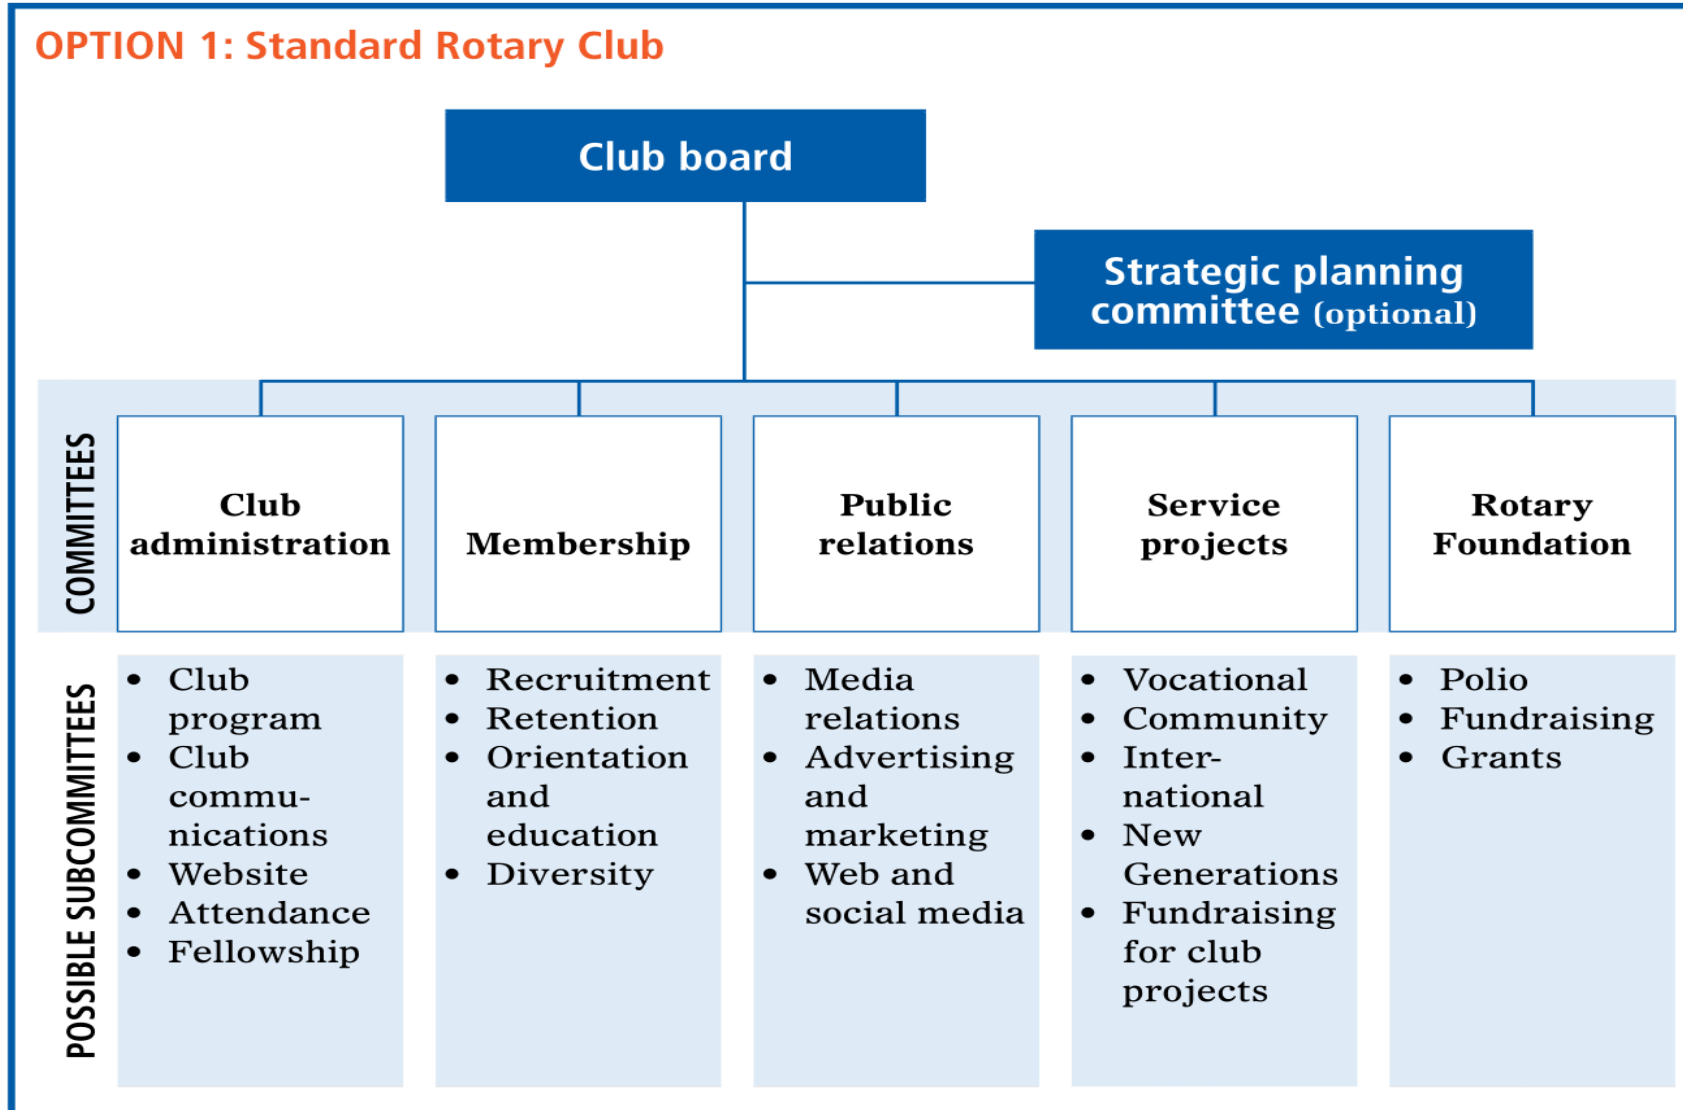 OPTION 1: Standard Rotary Club
Club board
Strategic planning
committee (optional)
COMMITTEES
Club
administration
Membership
Public
relations
Service
projects
Rotary
Foundation
POSSIBLE SUBCOMMITTEES
• Club
program
• Club
commu-
nications
• Website
• Attendance
• Fellowship
• Recruitment
• Retention
• Orientation
and
education
• Diversity
• Media
relations
• Advertising
and
marketing
• Web and
social media
• Vocational
• Community
• Inter-
national
• New
Generations
• Fundraising
for club
projects
• Polio
• Fundraising
• Grants